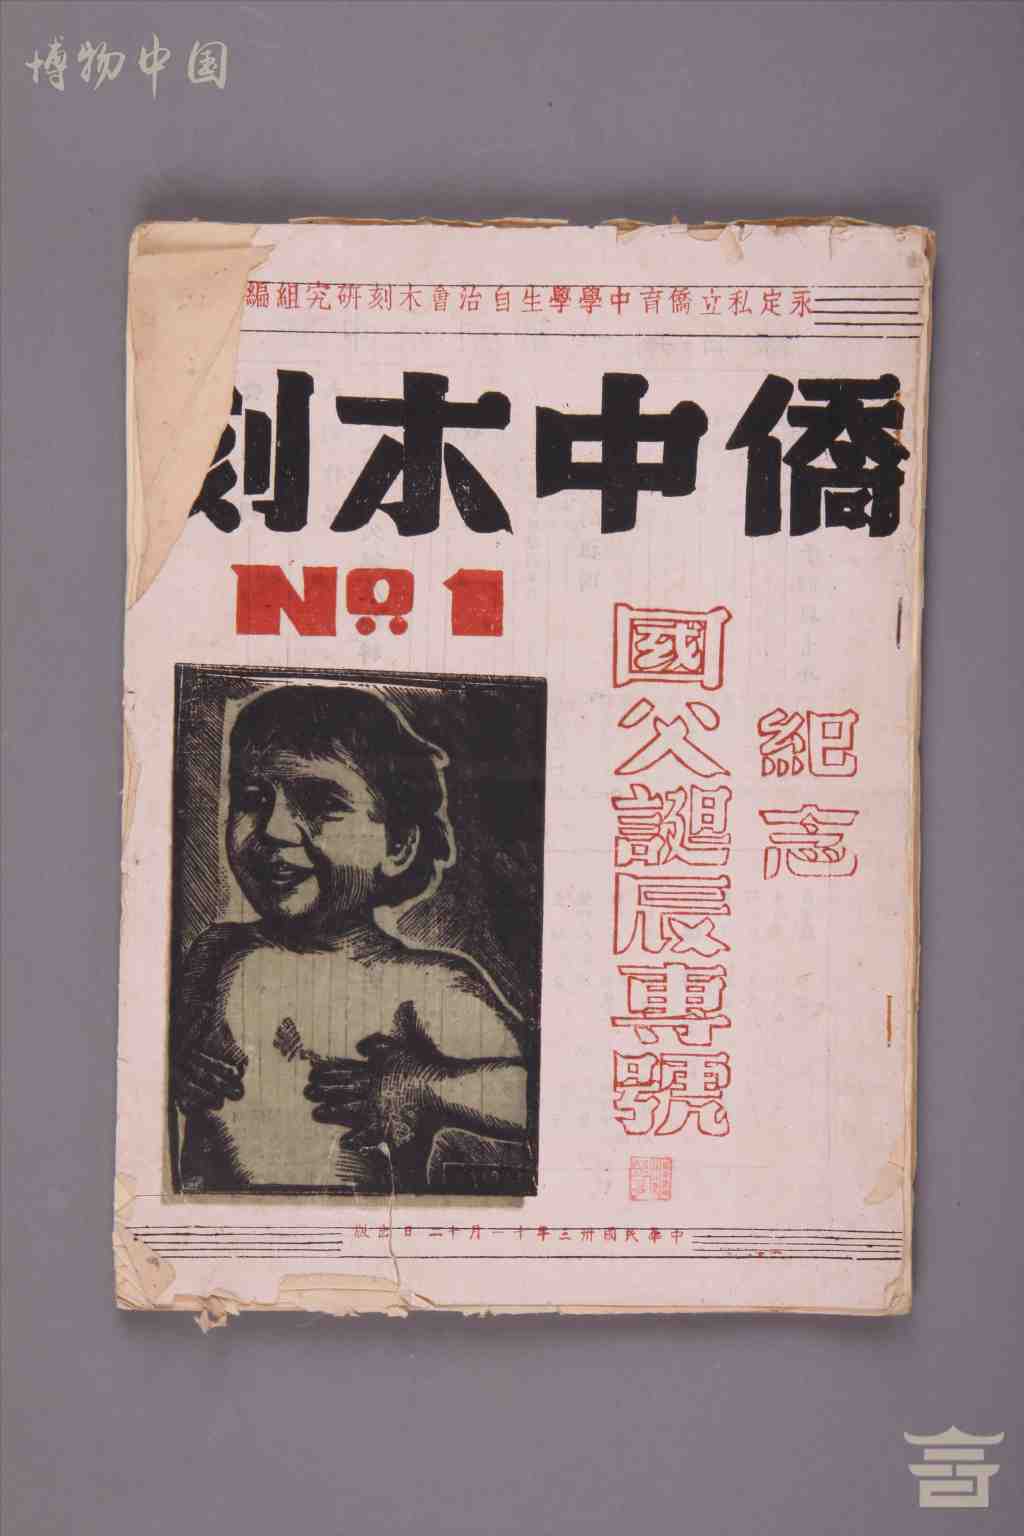 博物中国
永定私立僑育中學學生自治會木刻研究組編
僑中木刻
No. 1
紀念
國父誕辰專號
中華民國卅三年十一月十二日出版